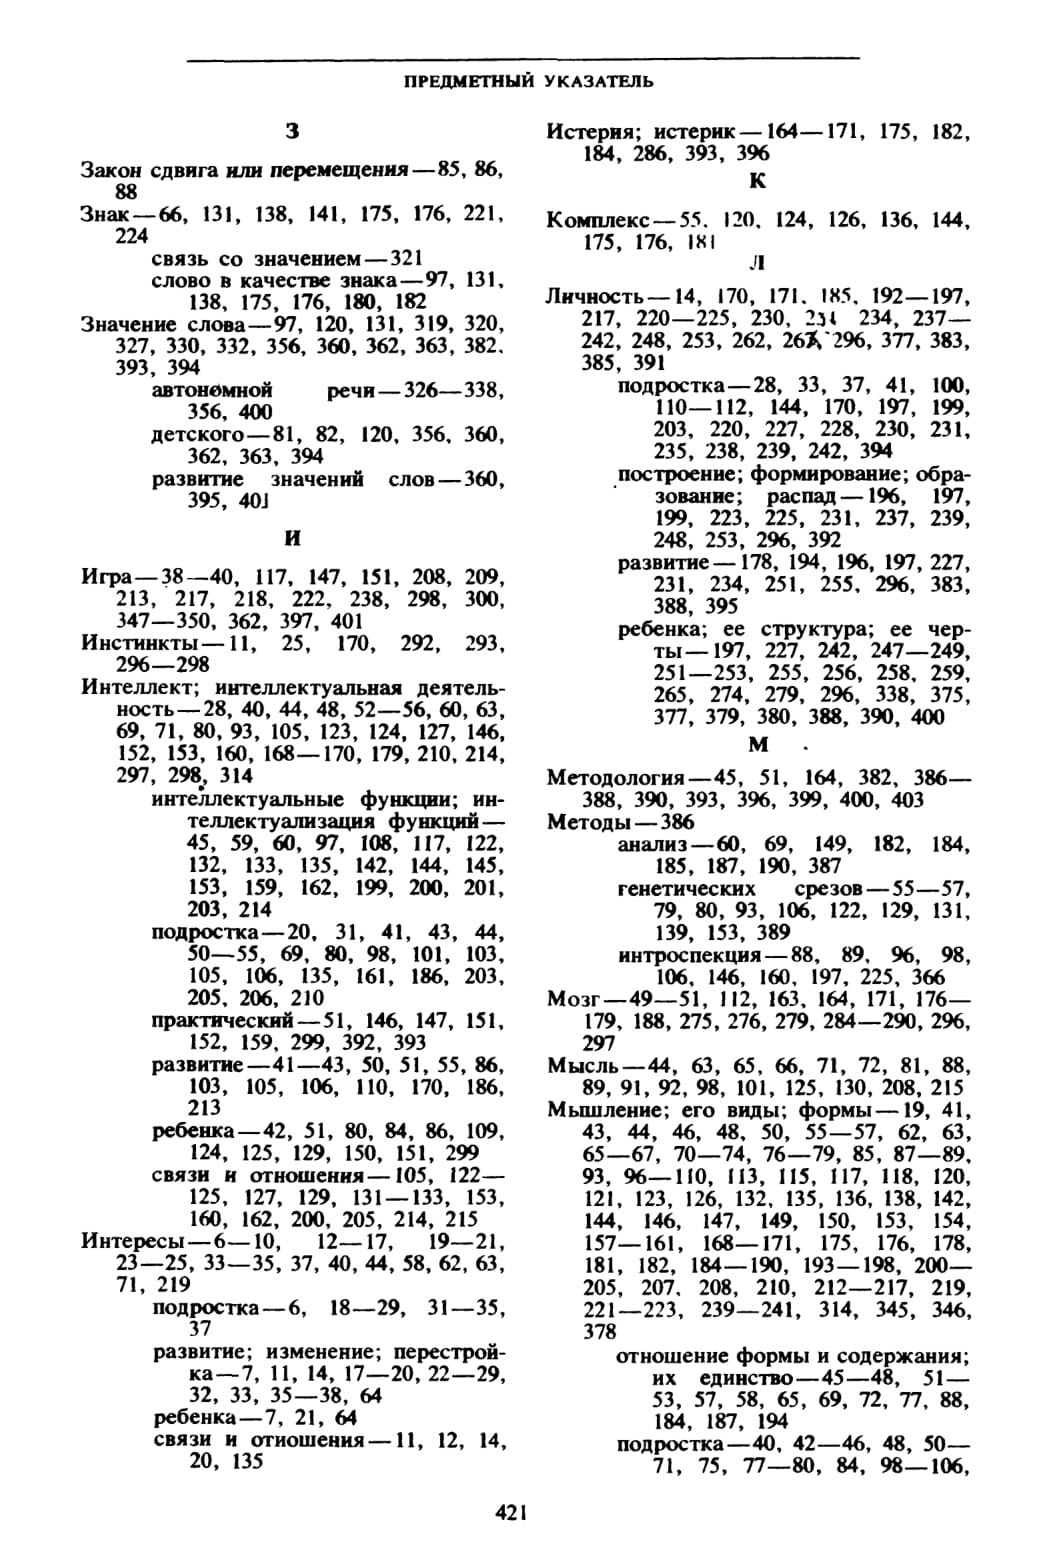 ПРЕДМЕТНЫЙ УКАЗАТЕЛЬ
З
Закон сдвига или перемещения—85, 86,
88
Знак—66, 131, 138, 141, 175, 176, 221,
224
связь со значением—321
слово в качестве знака—97, 131,
138, 175, 176, 180, 182
Значение слова—97, 120, 131, 319, 320,
327, 330, 332, 356, 360, 362, 363, 382.
393, 394
автономной речи—326—338,
356, 400
детского—81, 82, 120, 356, 360,
362, 363, 394
развитие значений слов—360,
395, 401
И
Игра—38—40, 117, 147, 151, 208, 209,
213, 217, 218, 222, 238, 298, 300,
347—350, 362, 397, 401
Инстинкты—11, 25, 170, 292, 293,
296—298
Интеллект; интеллектуальная деятель-
ность—28, 40, 44, 48, 52—56, 60, 63,
69, 71, 80, 93, 105, 123, 124, 127, 146,
152, 153, 160, 168—170, 179, 210, 214,
297, 298, 314
интеллектуальные функции; ин-
теллектуализация функций—
45, 59, 60, 97, 108, 117, 122,
132, 133, 135, 142, 144, 145,
153, 159, 162, 199, 200, 201,
203, 214
подростка—20, 31, 41, 43, 44,
50—55, 69, 80, 98, 101, 103,
105, 106, 135, 161, 186, 203,
205, 206, 210
практический—51, 146, 147, 151,
152, 159, 299, 392, 393
развитие—41—43, 50, 51, 55, 86,
103, 105, 106, 110, 170, 186,
213
ребенка—42, 51, 80, 84, 86, 109,
124, 125, 129, 150, 151, 299
связи и отношения—105, 122—
125, 127, 129, 131—133, 153,
160, 162, 200, 205, 214, 215
Интересы—6—10, 12—17, 19—21,
23—25, 33—35, 37, 40, 44, 58, 62, 63,
71, 219
подростка—6, 18—29, 31—35,
37
развитие; изменение; перестрой-
ка—7, 11, 14, 17—20, 22—29,
32, 33, 35—38, 64
ребенка—7, 21, 64
связи и отиошения—11, 12, 14,
20, 135
Истерия; истерик—164—171, 175, 182,
184, 286, 393, 396
К
Комплекс—55. 120, 124, 126, 136, 144,
175, 176, 181
Л
Личность—14, 170, 171. 185, 192—197,
217, 220—225, 230, 234, 237—
242, 248, 253, 262, 296, 377, 383,
385, 391
подростка—28, 33, 37, 41, 100,
110—112, 144, 170, 197, 199,
203, 220, 227, 228, 230, 231,
235, 238, 239, 242, 394
построение; формирование; обра-
зование; распад—196, 197,
199, 223, 225, 231, 237, 239,
248, 253, 296, 392
развитие—178, 194, 196, 197, 227,
231, 234, 251, 255, 296, 383,
388, 395
ребенка; ее структура; ее чер-
ты—197, 227, 242, 247—249,
251—253, 255, 256, 258, 259,
265, 274, 279, 296, 338, 375,
377, 379, 380, 388, 390, 400
М
Методология—45, 51, 164, 382, 386—
388, 390, 393, 396, 399, 400, 403
Методы—386
анализ—60, 69, 149, 182, 184,
185, 187, 190, 387
генетических срезов—55—57,
79, 80, 93, 106, 122, 129, 131,
139, 153, 389
интроспекция—88, 89, 96, 98,
106, 146, 160, 197, 225, 366
Мозг—49—51, 112, 163, 164, 171, 176—
179, 188, 275, 276, 279, 284—290, 296,
297
Мысль—44, 63, 65, 66, 71, 72, 81, 88,
89, 91, 92, 98, 101, 125, 130, 208, 215
Мышление; его виды; формы—19, 41,
43, 44, 46, 48, 50, 55—57, 62, 63,
65—67, 70—74, 76—79, 85, 87—89,
93, 96—110, 113, 115, 117, 118, 120,
121, 123, 126, 132, 135, 136, 138, 142,
144, 146, 147, 149, 150, 153, 154,
157—161, 168—171, 175, 176, 178,
181, 182, 184—190, 193—198, 200—
205, 207, 208, 210, 212—217, 219,
221—223, 239—241, 314, 345, 346,
378
отношение формы и содержания;
их единство—45—48, 51—
53, 57, 58, 65, 69, 72, 77, 88,
184, 187, 194
подростка—40, 42—46, 48, 50—
71, 75, 77—80, 84, 98—106,
421